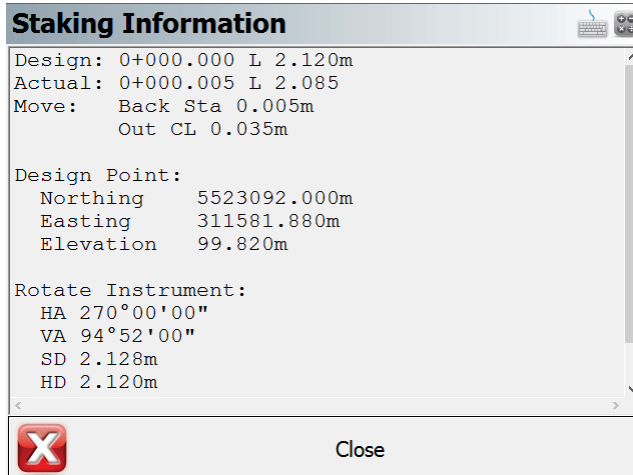 Staking Information
Design: 0+000.000 L 2.120m
Actual: 0+000.005 L 2.085
Move: Back Sta 0.005m
Out CL 0.035m
Design Point:
Northing 5523092.000m
Easting 311581.880m
Elevation 99.820m
Rotate Instrument:
HA 270°00'00"
VA 94°52'00"
SD 2.128m
HD 2.120m
Close